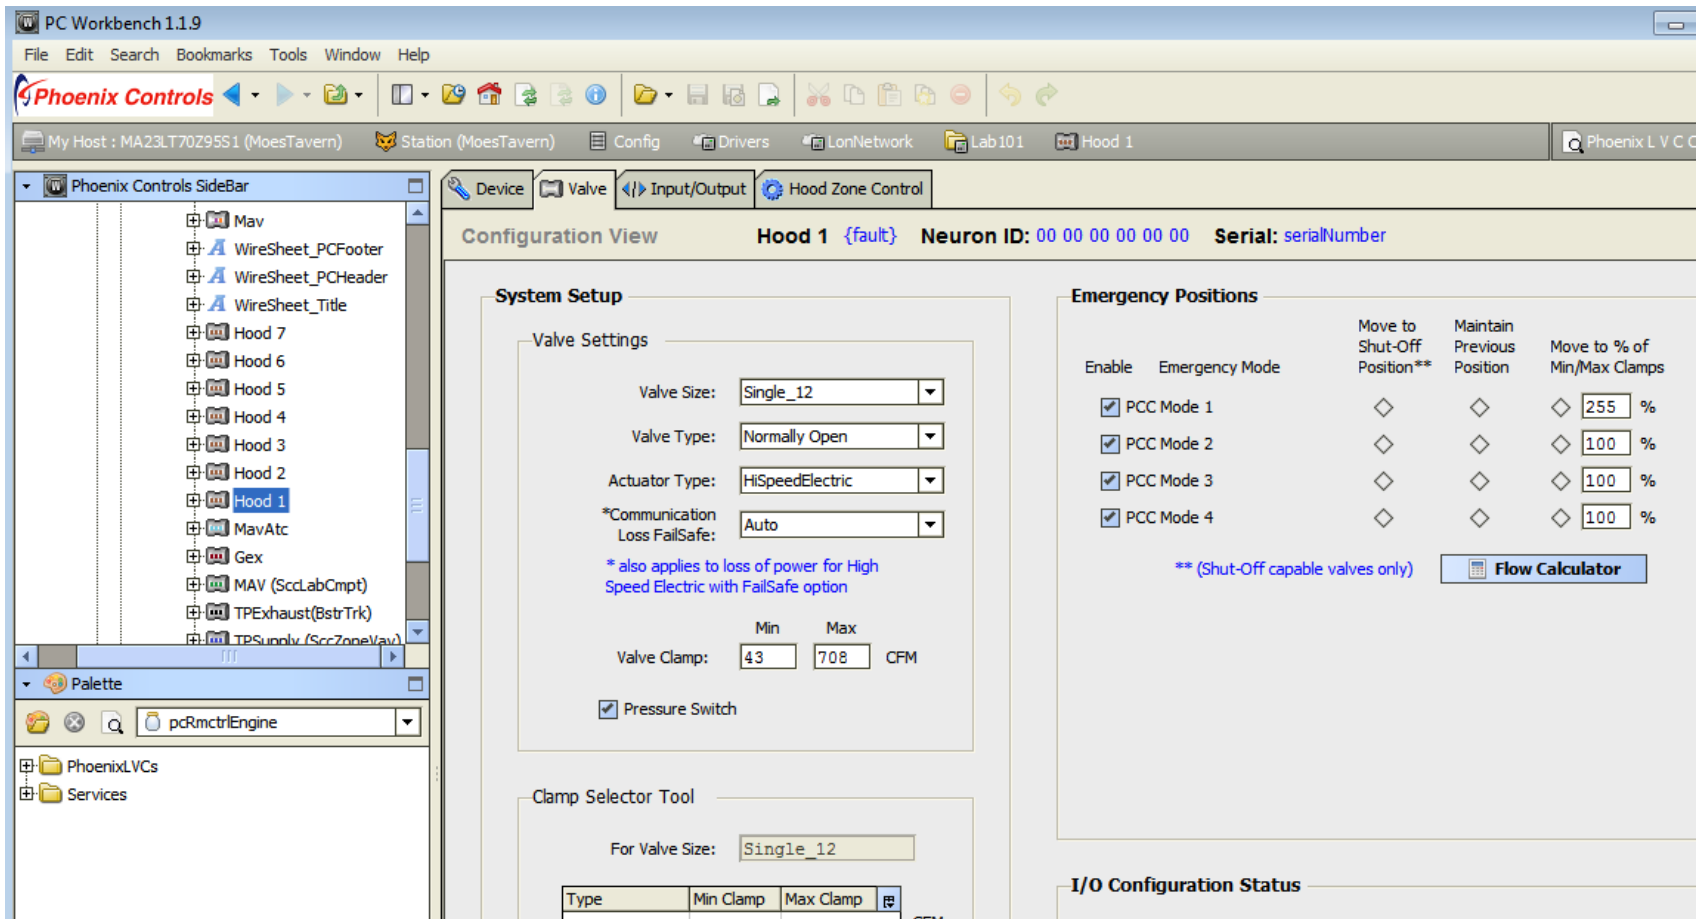 PC Workbench 1.1.9
File Edit Search Bookmarks Tools Window Help
Phoenix Controls
My Host : MA23LT70Z95S1 (MoesTavern) Station (MoesTavern) Config Drivers LonNetwork Lab101 Hood 1 Phoenix L V C C
Phoenix Controls SideBar
Mav
WireSheet_PCFooter
WireSheet_PCHeader
WireSheet_Title
Hood 7
Hood 6
Hood 5
Hood 4
Hood 3
Hood 2
Hood 1
MavAtc
Gex
MAV (SccLabCmpt)
TPExhaust(BstrTrk)
TPSupply (SccZoneVav)
Palette
pcRmctrlEngine
PhoenixLVCs
Services
Device Valve Input/Output Hood Zone Control
Configuration View Hood 1 {fault} Neuron ID: 00 00 00 00 00 00 Serial: serialNumber
System Setup
Valve Settings
Valve Size: Single_12
Valve Type: Normally Open
Actuator Type: HiSpeedElectric
*Communication
Loss FailSafe: Auto
* also applies to loss of power for High
Speed Electric with FailSafe option
Min Max
Valve Clamp: 43 708 CFM
Pressure Switch
Clamp Selector Tool
For Valve Size: Single_12
Type Min Clamp Max Clamp
CFM
Emergency Positions
Move to Maintain
Shut-Off Previous Move to % of
Enable Emergency Mode Position** Position Min/Max Clamps
PCC Mode 1 255 %
PCC Mode 2 100 %
PCC Mode 3 100 %
PCC Mode 4 100 %
** (Shut-Off capable valves only) Flow Calculator
I/O Configuration Status